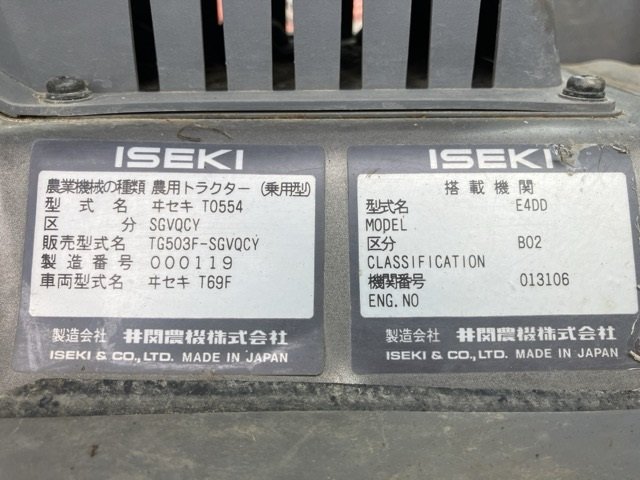 ISEKI
農業機械の種類 農用トラクター (乗用型)
型式名 ヰセキ T0554
区分 SGVQCY
販売型式名 TG503F-SGVQCY
製造番号 000119
車両型式名 ヰセキ T69F
製造会社 井関農機株式会社
ISEKI & CO., LTD. MADE IN JAPAN
ISEKI
搭載機関
型式名 E4DD
MODEL
区分 B02
CLASSIFICATION
機関番号 013106
ENG.NO
製造会社 井関農機株式会社
ISEKI & CO., LTD. MADE IN JAPAN